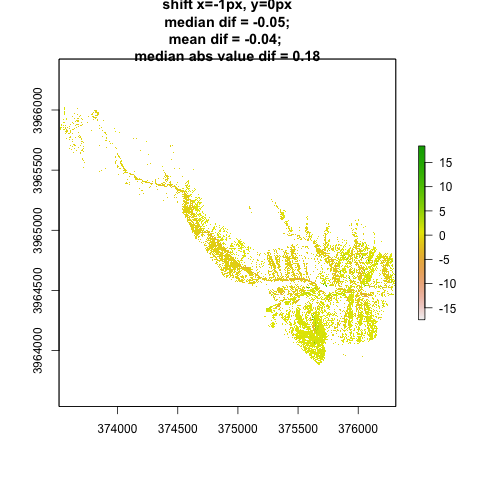 shift x=-1px, y=0px
median dif = -0.05;
mean dif = -0.04;
median abs value dif = 0.18
3966000
3965500
3965000
3964500
3964000
374000 374500 375000 375500 376000
15
10
5
0
-5
-10
-15